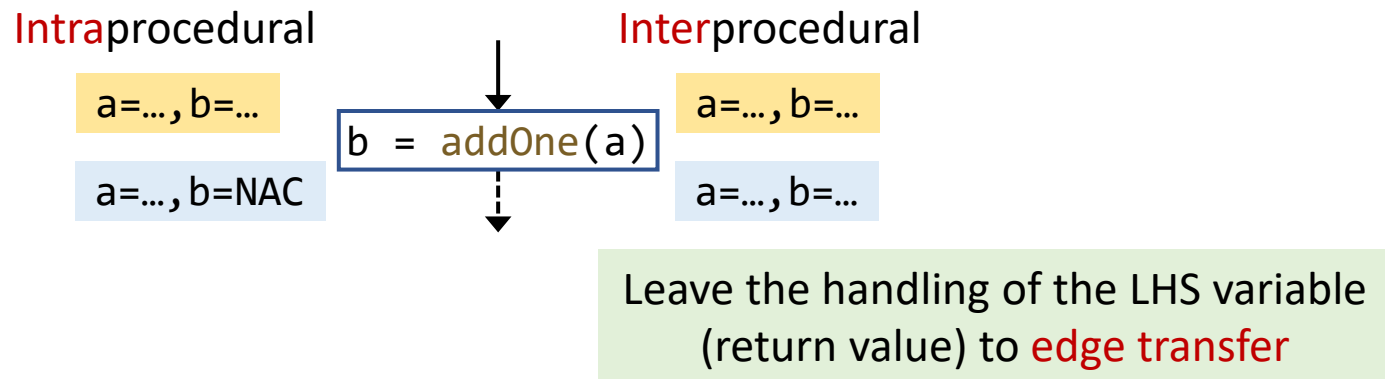 Intraprocedural
Interprocedural
a=…,b=…
a=…,b=…
b = addOne(a)
a=…,b=NAC
a=…,b=…
Leave the handling of the LHS variable
(return value) to edge transfer